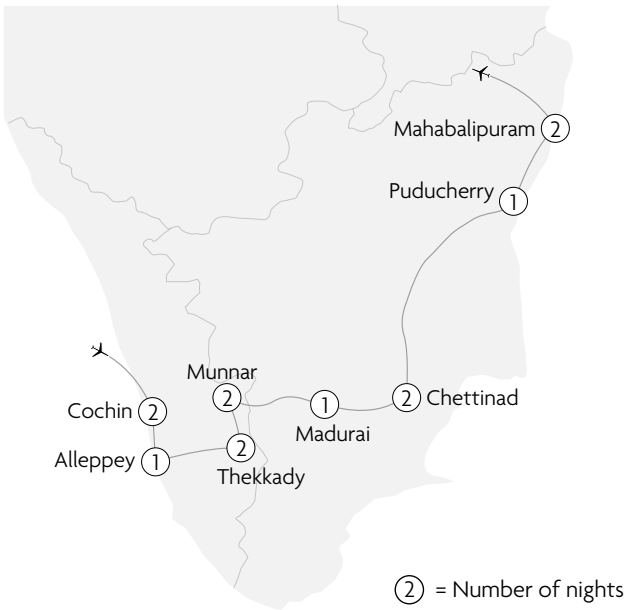 Mahabalipuram 2
Puducherry 1
Munnar
2
Cochin 2
1
2 Chettinad
Madurai
Alleppey 1
2
Thekkady
2 = Number of nights